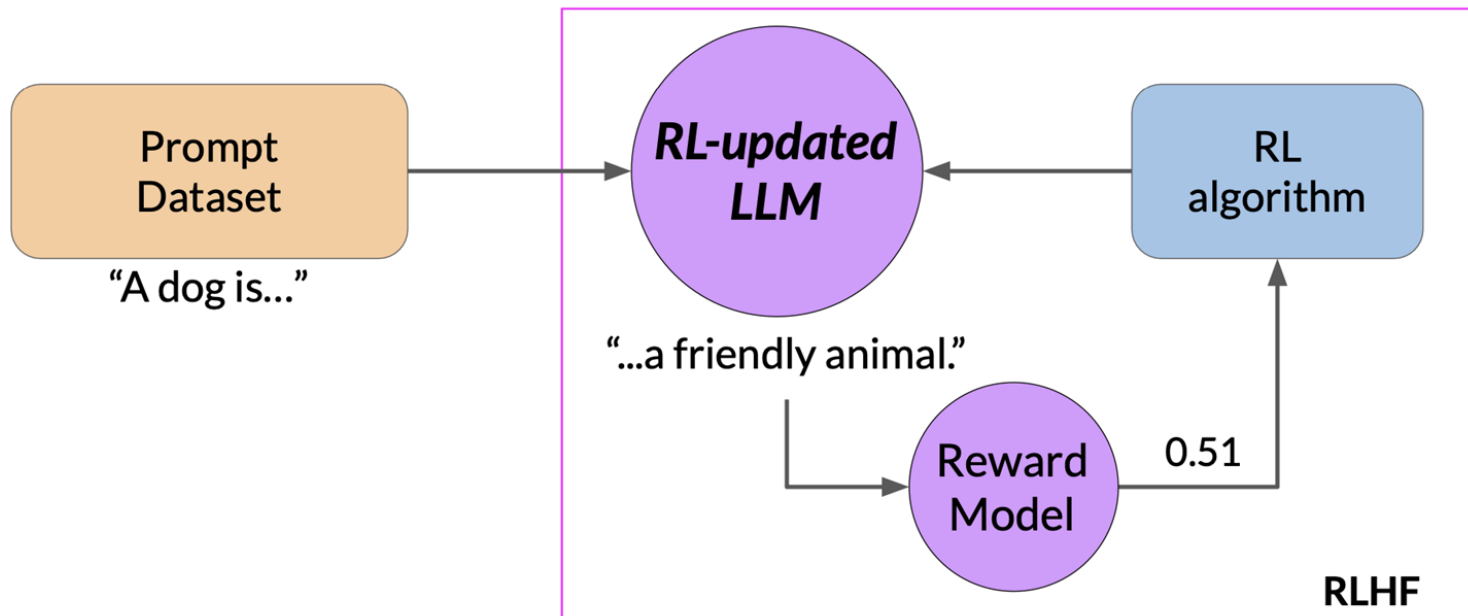 Prompt
Dataset
“A dog is...”
RL-updated
LLM
“...a friendly animal.”
RL
algorithm
Reward
Model
0.51
RLHF